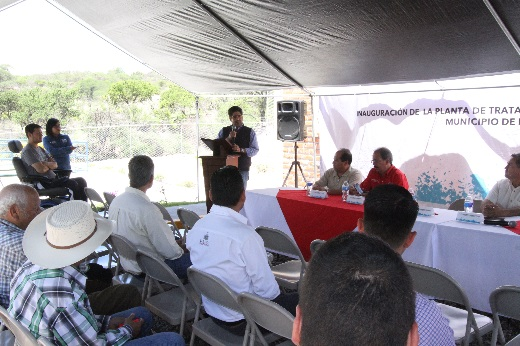 INAUGURACIÓN DE LA PLANTA DE TRATA
MUNICIPIO DE